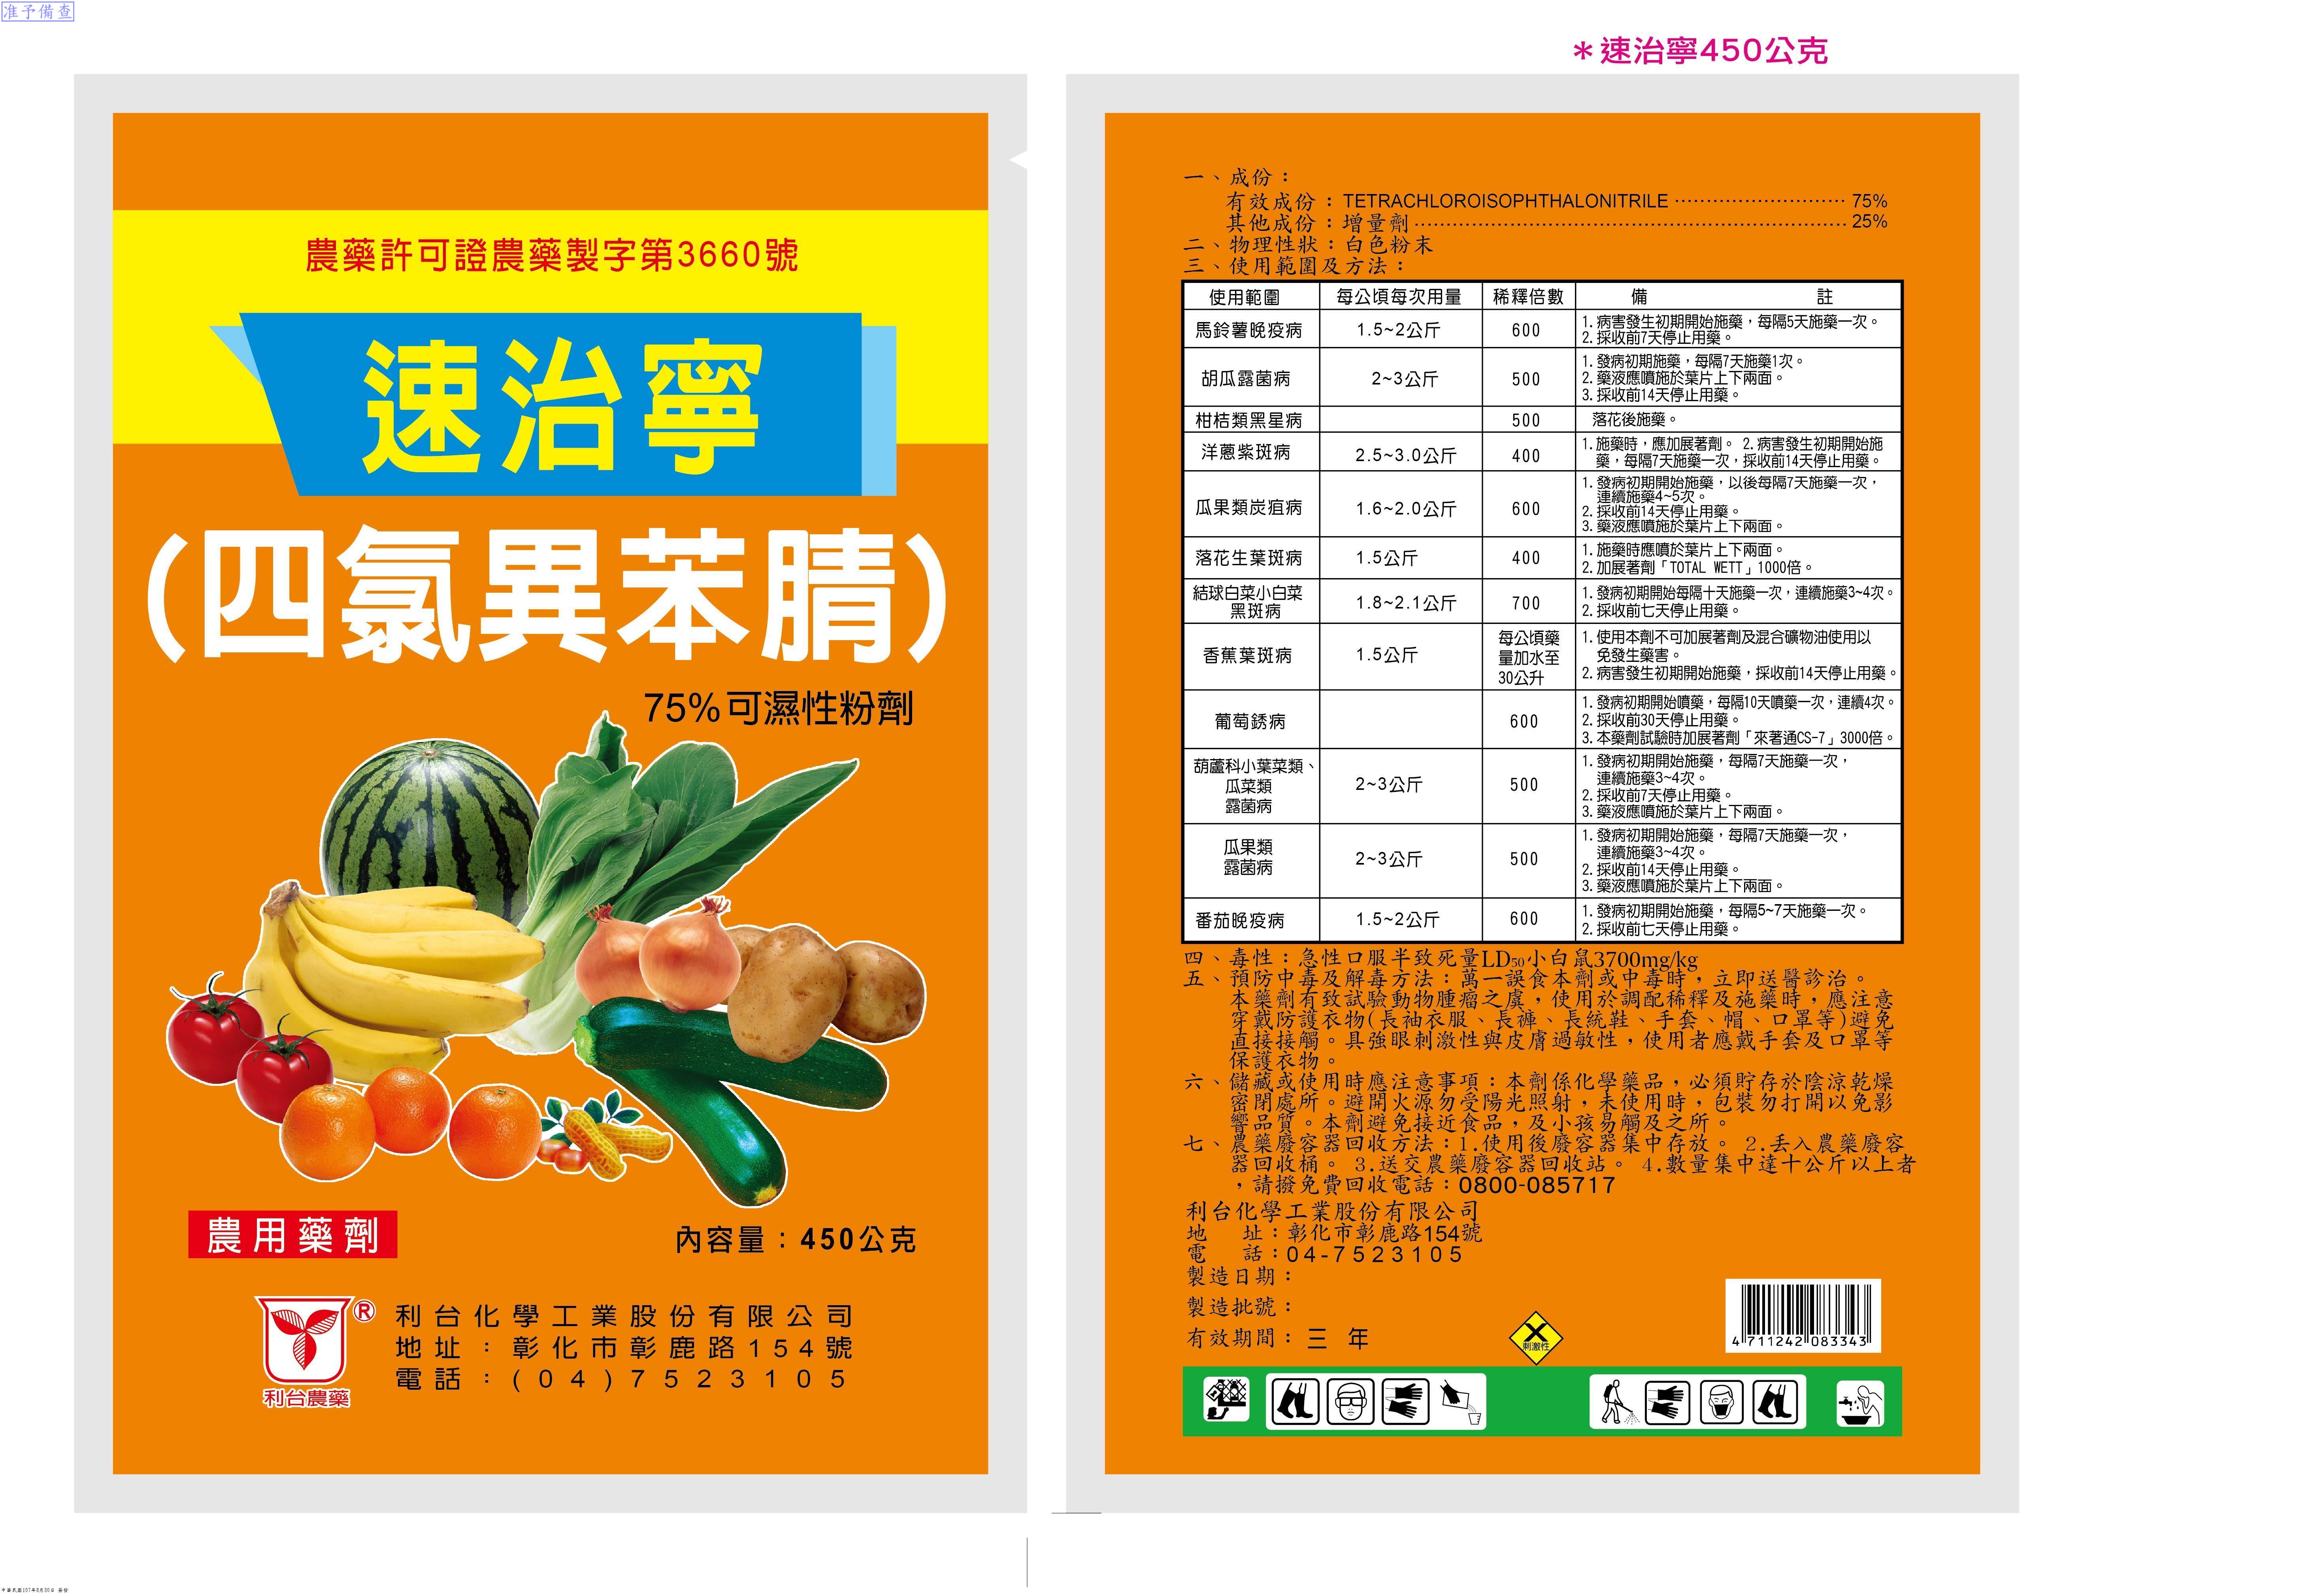 准予備查
＊速治寧450公克
農藥許可證農藥製字第3660號
速治寧
(四氯異苯腈)
75%可濕性粉劑
農用藥劑
內容量：450公克
®
利台農藥
利台化學工業股份有限公司
地址：彰化市彰鹿路154號
電話：(04)7523105
一、成份：
有效成份：TETRACHLOROISOPHTHALONITRILE 75%
其他成份：增量劑 25%
二、物理性狀：白色粉末
三、使用範圍及方法：
使用範圍 每公頃每次用量 稀釋倍數 備 註
馬鈴薯晚疫病 1.5~2公斤 600
1. 病害發生初期開始施藥，每隔5天施藥一次。
2. 採收前7天停止用藥。
胡瓜露菌病 2~3公斤 500
1. 發病初期施藥，每隔7天施藥1次。
2. 藥液應噴施於葉片上下兩面。
3. 採收前14天停止用藥。
柑桔類黑星病 500 落花後施藥。
洋蔥紫斑病 2.5~3.0公斤 400
1. 施藥時，應加展著劑。 2. 病害發生初期開始施
藥，每隔7天施藥一次，採收前14天停止用藥。
瓜果類炭疽病 1.6~2.0公斤 600
1. 發病初期開始施藥，以後每隔7天施藥一次，
連續施藥4~5次。
2. 採收前14天停止用藥。
3. 藥液應噴施於葉片上下兩面。
落花生葉斑病 1.5公斤 400
1. 施藥時應噴於葉片上下兩面。
2. 加展著劑「TOTAL WETT」1000倍。
結球白菜小白菜
黑斑病
1.8~2.1公斤 700
1. 發病初期開始每隔十天施藥一次，連續施藥3~4次。
2. 採收前七天停止用藥。
香蕉葉斑病 1.5公斤
每公頃藥
量加水至
30公升
1. 使用本劑不可加展著劑及混合礦物油使用以
免發生藥害。
2. 病害發生初期開始施藥，採收前14天停止用藥。
葡萄銹病 600
1. 發病初期開始噴藥，每隔10天噴藥一次，連續4次。
2. 採收前30天停止用藥。
3. 本藥劑試驗時加展著劑「來著通CS-7」3000倍。
葫蘆科小葉菜類、
瓜菜類
露菌病
2~3公斤 500
1. 發病初期開始施藥，每隔7天施藥一次，
連續施藥3~4次。
2. 採收前7天停止用藥。
3. 藥液應噴施於葉片上下兩面。
瓜果類
露菌病
2~3公斤 500
1. 發病初期開始施藥，每隔7天施藥一次，
連續施藥3~4次。
2. 採收前14天停止用藥。
3. 藥液應噴施於葉片上下兩面。
番茄晚疫病 1.5~2公斤 600
1. 發病初期開始施藥，每隔5~7天施藥一次。
2. 採收前七天停止用藥。
四、毒性：急性口服半致死量LD50小白鼠3700mg/kg
五、預防中毒及解毒方法：萬一誤食本劑或中毒時，立即送醫診治。
本藥劑有致試驗動物腫瘤之虞，使用於調配稀釋及施藥時，應注意
穿戴防護衣物(長袖衣服、長褲、長統鞋、手套、帽、口罩等)避免
直接接觸。具強眼刺激性與皮膚過敏性，使用者應戴手套及口罩等
保護衣物。
六、儲藏或使用時應注意事項：本劑係化學藥品，必須貯存於陰涼乾燥
密閉處所。避開火源勿受陽光照射，未使用時，包裝勿打開以免影
響品質。本劑避免接近食品，及小孩易觸及之所。
七、農藥廢容器回收方法：1.使用後廢容器集中存放。 2.丟入農藥廢容
器回收桶。 3.送交農藥廢容器回收站。 4.數量集中達十公斤以上者
，請撥免費回收電話：0800-085717
利台化學工業股份有限公司
地 址：彰化市彰鹿路154號
電 話：04-7523105
製造日期：
製造批號：
有效期間：三 年
刺激性
4 711242 083343
中華民國107年8月30日 簽發